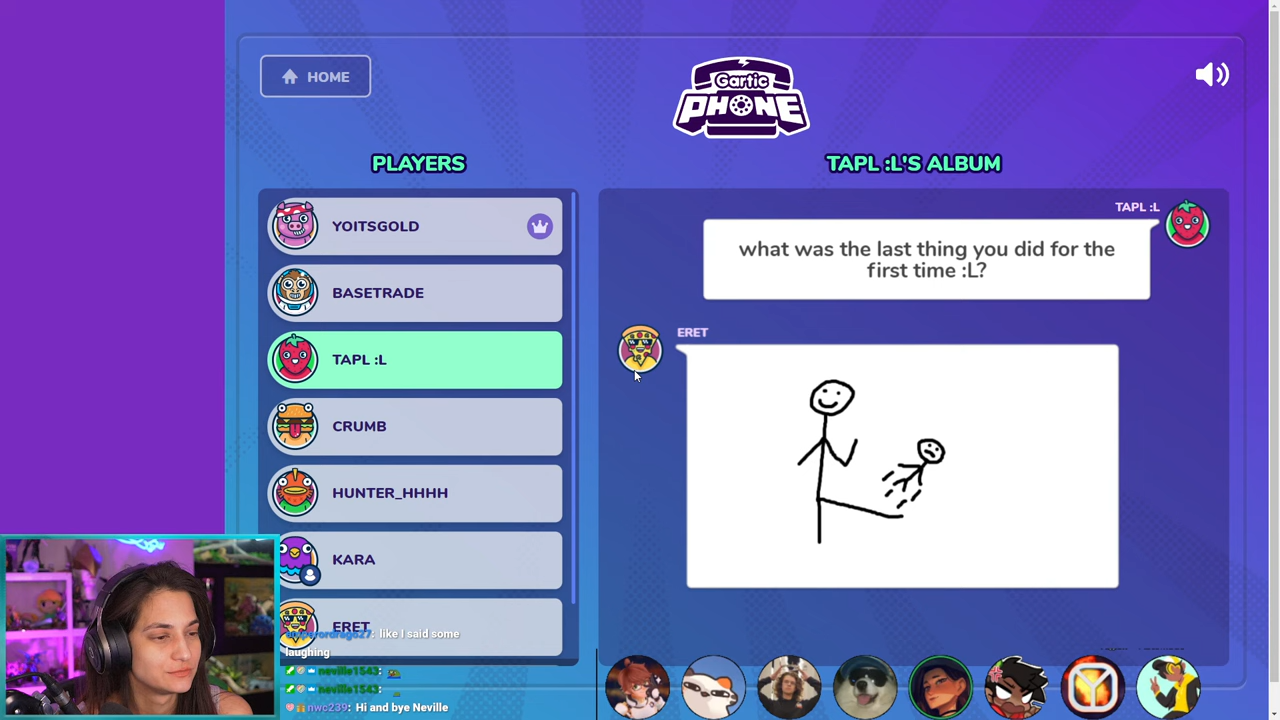 HOME
Gartic
PHONE
PLAYERS
TAPL :L'S ALBUM
YOITSGOLD
BASETRADE
TAPL :L
CRUMB
HUNTER_HHHH
KARA
ERET
TAPL :L
what was the last thing you did for the
first time :L?
ERET
like I said some
laughing
neville1543:
neville1543:
nwc239: Hi and bye Neville